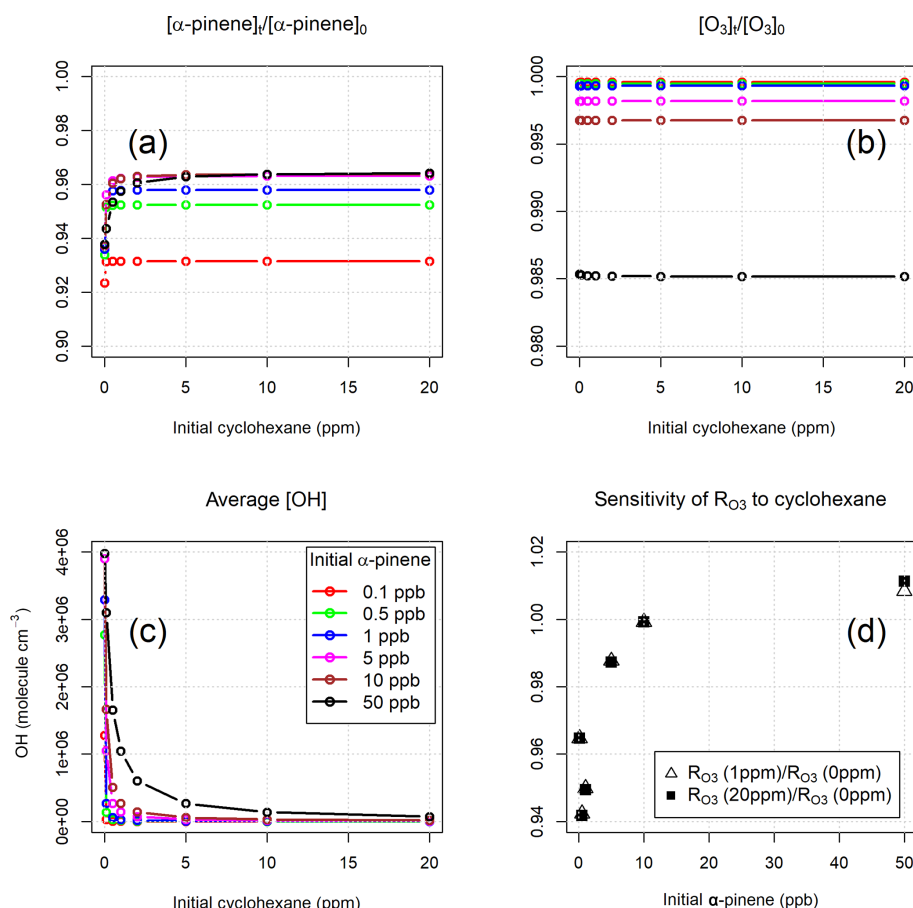 [α-pinene]t/[α-pinene]0
1.00
0.98
0.96
0.94
0.92
0.90
(a)
0
5
10
15
20
Initial cyclohexane (ppm)
[O3]t/[O3]0
1.000
0.995
0.990
0.985
0.980
(b)
0
5
10
15
20
Initial cyclohexane (ppm)
Average [OH]
OH (molecule cm−3)
4e+06
3e+06
2e+06
1e+06
0e+00
(c)
Initial α-pinene
0.1 ppb
0.5 ppb
1 ppb
5 ppb
10 ppb
50 ppb
0
5
10
15
20
Initial cyclohexane (ppm)
Sensitivity of RO3 to cyclohexane
1.02
1.00
0.98
0.96
0.94
(d)
RO3 (1ppm)/RO3 (0ppm)
RO3 (20ppm)/RO3 (0ppm)
0
10
20
30
40
50
Initial α-pinene (ppb)